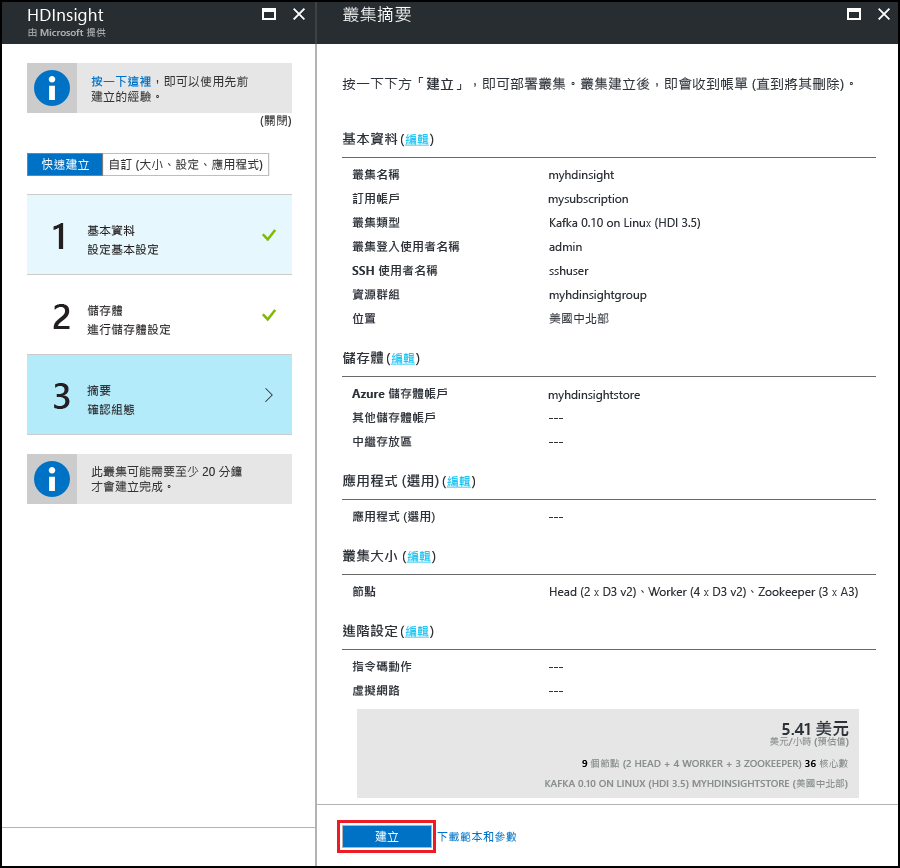 HDInsight
由 Microsoft 提供
按一下這裡，即可以使用先前
建立的經驗。
(關閉)
快速建立 自訂 (大小、設定、應用程式)
1 基本資料
設定基本設定
2 儲存體
進行儲存體設定
3 摘要
確認組態
此叢集可能需要至少 20 分鐘
才會建立完成。
叢集摘要
按一下下方「建立」，即可部署叢集。叢集建立後，即會收到帳單 (直到將其刪除)。
基本資料 (編輯)
叢集名稱 myhdinsight
訂用帳戶 mysubscription
叢集類型 Kafka 0.10 on Linux (HDI 3.5)
叢集登入使用者名稱 admin
SSH 使用者名稱 sshuser
資源群組 myhdinsightgroup
位置 美國中北部
儲存體 (編輯)
Azure 儲存體帳戶 myhdinsightstore
其他儲存體帳戶 ---
中繼存放區 ---
應用程式 (選用) (編輯)
應用程式 (選用) ---
叢集大小 (編輯)
節點 Head (2 x D3 v2)、Worker (4 x D3 v2)、Zookeeper (3 x A3)
進階設定 (編輯)
指令碼動作 ---
虛擬網路 ---
5.41 美元
美元/小時 (預估值)
9 個節點 (2 HEAD + 4 WORKER + 3 ZOOKEEPER) 36 核心數
KAFKA 0.10 ON LINUX (HDI 3.5) MYHDINSIGHTSTORE (美國中北部)
建立 下載範本和參數